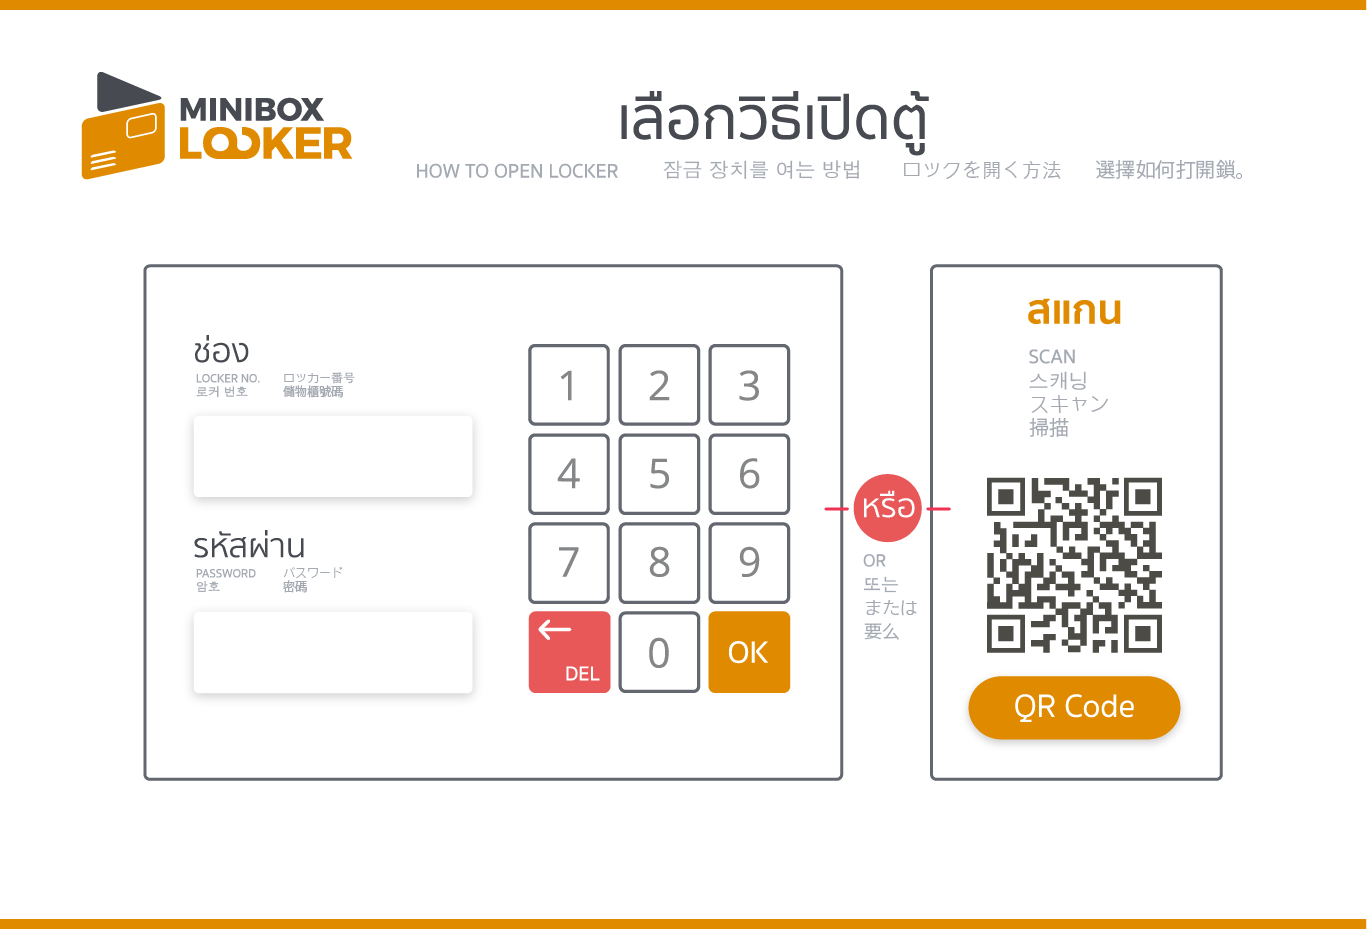 MINIBOX
LOOKER
เลือกวิธีเปิดตู้
HOW TO OPEN LOCKER 잠금 장치를 여는 방법 ロックを開く方法 選擇如何打開鎖。
ช่อง
LOCKER NO. ロッカー番号
로커 번호 儲物櫃號碼
รหัสผ่าน
PASSWORD パスワード
암호 密碼
1 2 3
4 5 6
7 8 9
← DEL 0 OK
หรือ
OR
또는
または
要么
สแกน
SCAN
스캐닝
スキャン
掃描
QR Code